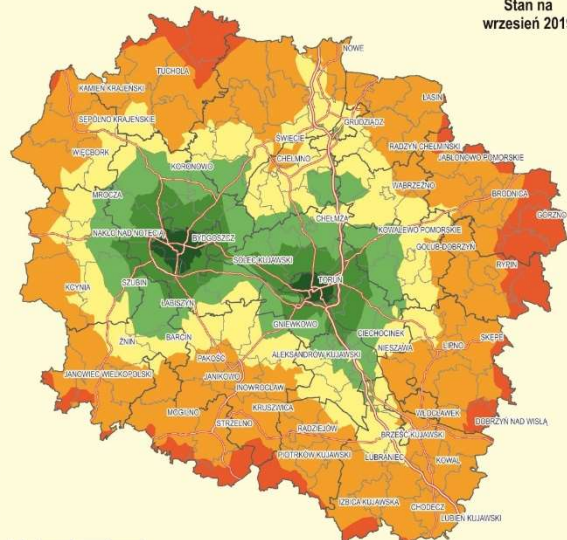 Stan na
wrzesień 2019
NOWE
TUCHOLA
KAMIEŃ KRAJEŃSKI
ŁASIN
SĘPÓLNO KRAJEŃSKIE
GRUDZIĄDZ
ŚWIECIE
RADZYŃ CHEŁMIŃSKI
WIĘCBORK
CHEŁMNO
JABŁONOWO POMORSKIE
KORONOWO
WĄBRZEŹNO
BRODNICA
MROCZA
CHEŁMŻA
GÓRZNO
NAKŁO NAD NOTECIĄ
BYDGOSZCZ
KOWALEWO POMORSKIE
GOLUB-DOBRZYŃ
SOLEC KUJAWSKI
RYPIN
KCYNIA
SZUBIN
TORUŃ
ŁABISZYN
GNIEWKOWO
CIECHOCINEK
ŻNIN
BARCIN
NIESZAWA
SKĘPE
PAKOŚĆ
ALEKSANDRÓW KUJAWSKI
LIPNO
JANOWIEC WIELKOPOLSKI
JANIKOWO
INOWROCŁAW
MOGILNO
KRUSZWICA
WŁOCŁAWEK
DOBRZYŃ NAD WISŁĄ
STRZELNO
RADZIEJÓW
BRZEŚĆ KUJAWSKI
PIOTRKÓW KUJAWSKI
LUBRANIEC
KOWAL
IZBICA KUJAWSKA
CHODECZ
LUBIEŃ KUJAWSKI